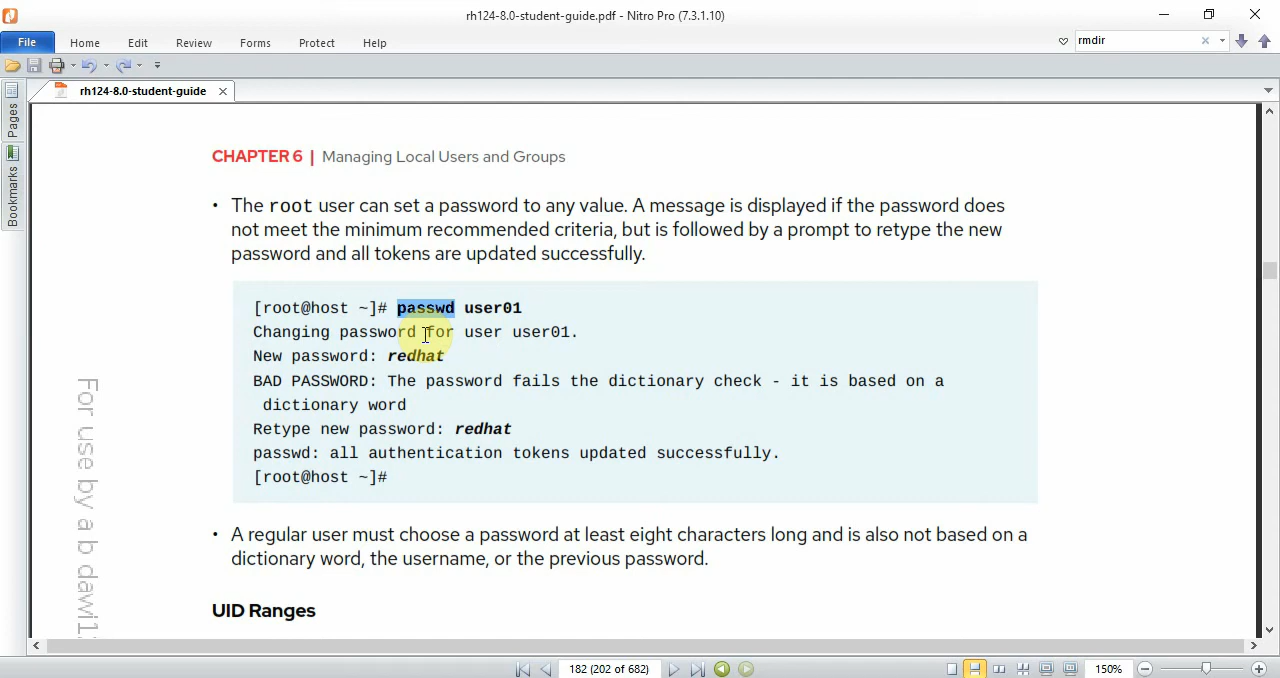 rh124-8.0-student-guide.pdf - Nitro Pro (7.3.1.10)
File Home Edit Review Forms Protect Help
rmdir
rh124-8.0-student-guide
Pages
Bookmarks
CHAPTER 6 | Managing Local Users and Groups
• The root user can set a password to any value. A message is displayed if the password does
not meet the minimum recommended criteria, but is followed by a prompt to retype the new
password and all tokens are updated successfully.
[root@host ~]# passwd user01
Changing password for user user01.
New password: redhat
BAD PASSWORD: The password fails the dictionary check - it is based on a
dictionary word
Retype new password: redhat
passwd: all authentication tokens updated successfully.
[root@host ~]#
• A regular user must choose a password at least eight characters long and is also not based on a
dictionary word, the username, or the previous password.
UID Ranges
For use by a b dawl1
182 (202 of 682)
150%